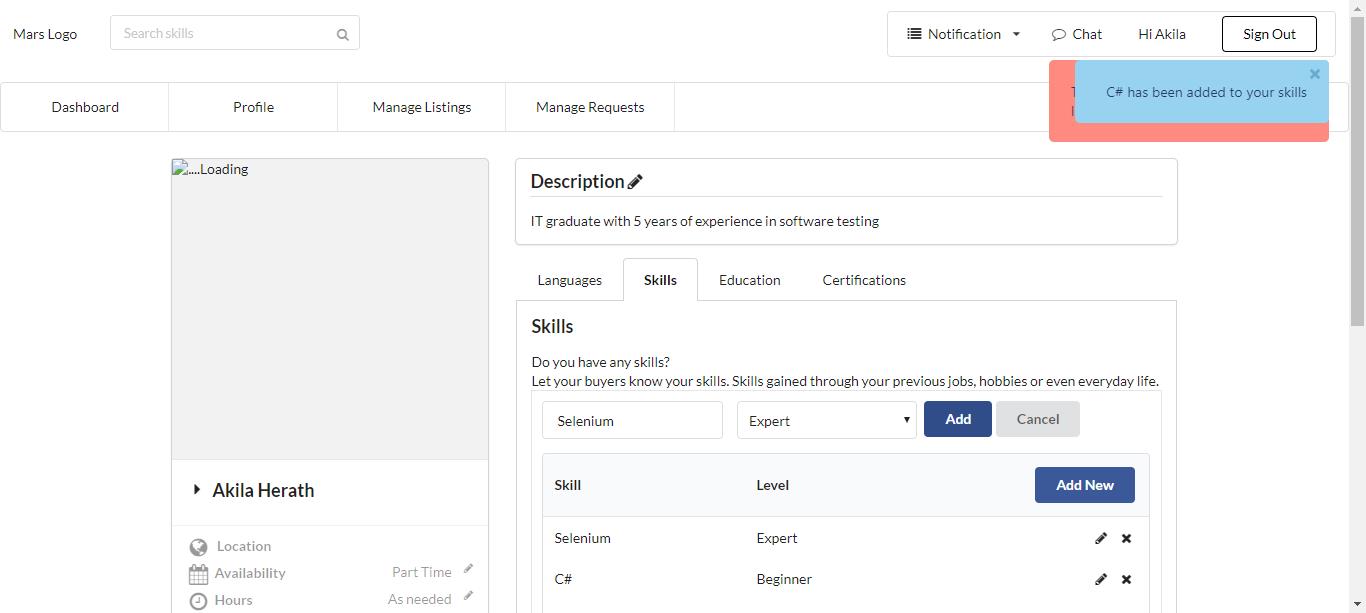 Mars Logo
Search skills
Notification
Chat
Hi Akila
Sign Out
C# has been added to your skills
Dashboard
Profile
Manage Listings
Manage Requests
....Loading
Description
IT graduate with 5 years of experience in software testing
Languages
Skills
Education
Certifications
Skills
Do you have any skills?
Let your buyers know your skills. Skills gained through your previous jobs, hobbies or even everyday life.
Selenium
Expert
Add
Cancel
Skill
Level
Add New
Selenium
Expert
C#
Beginner
Akila Herath
Location
Availability
Part Time
Hours
As needed